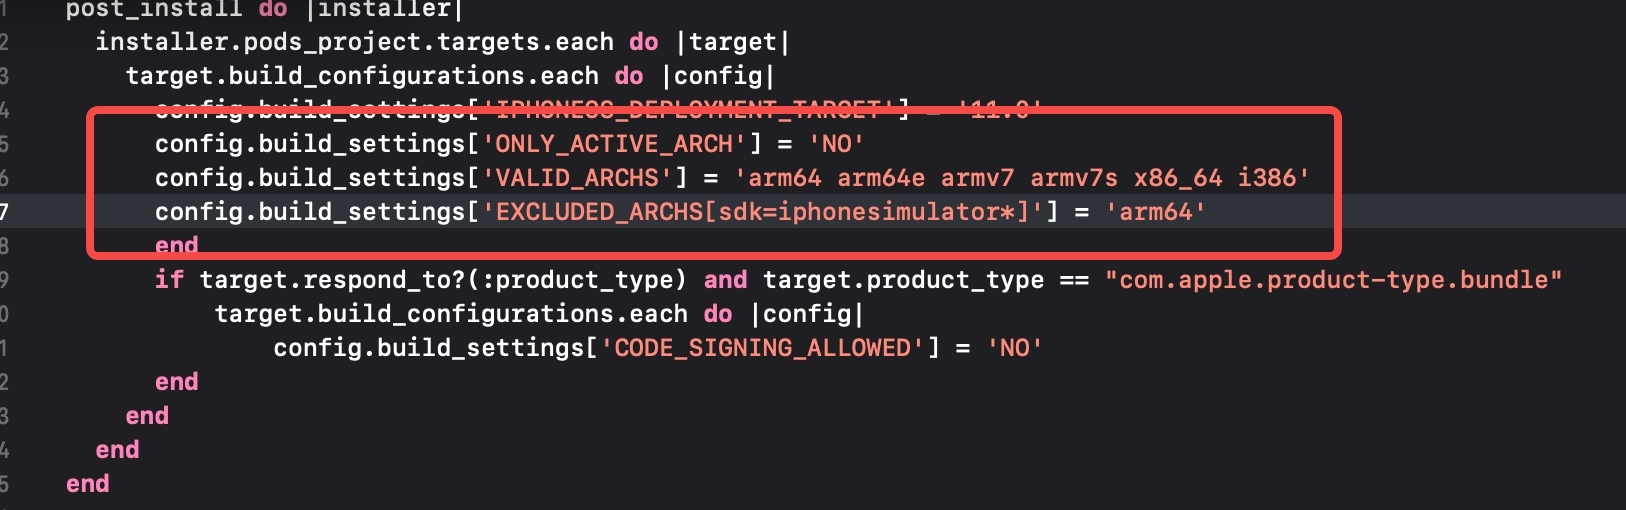 1 post_install do |installer|
2 installer.pods_project.targets.each do |target|
3 target.build_configurations.each do |config|
4 config.build_settings['IPHONEOS_DEPLOYMENT_TARGET'] = '11.0'
5 config.build_settings['ONLY_ACTIVE_ARCH'] = 'NO'
6 config.build_settings['VALID_ARCHS'] = 'arm64 arm64e armv7 armv7s x86_64 i386'
7 config.build_settings['EXCLUDED_ARCHS[sdk=iphonesimulator*]'] = 'arm64'
8 end
9 if target.respond_to?(:product_type) and target.product_type == "com.apple.product-type.bundle"
0 target.build_configurations.each do |config|
1 config.build_settings['CODE_SIGNING_ALLOWED'] = 'NO'
2 end
3 end
4 end
5 end